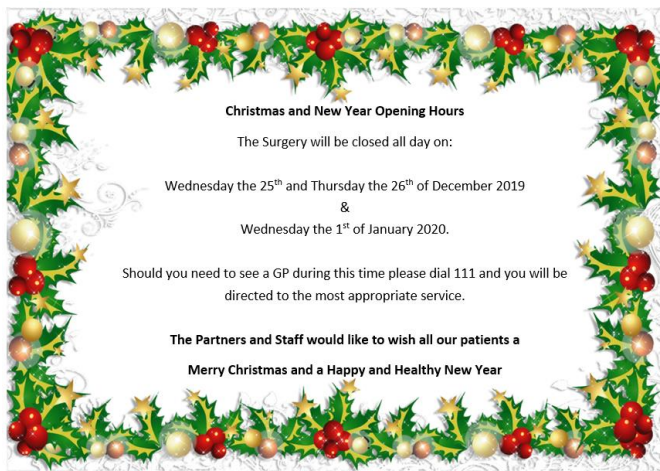 Christmas and New Year Opening Hours
The Surgery will be closed all day on:
Wednesday the 25th and Thursday the 26th of December 2019
&
Wednesday the 1st of January 2020.
Should you need to see a GP during this time please dial 111 and you will be
directed to the most appropriate service.
The Partners and Staff would like to wish all our patients a
Merry Christmas and a Happy and Healthy New Year